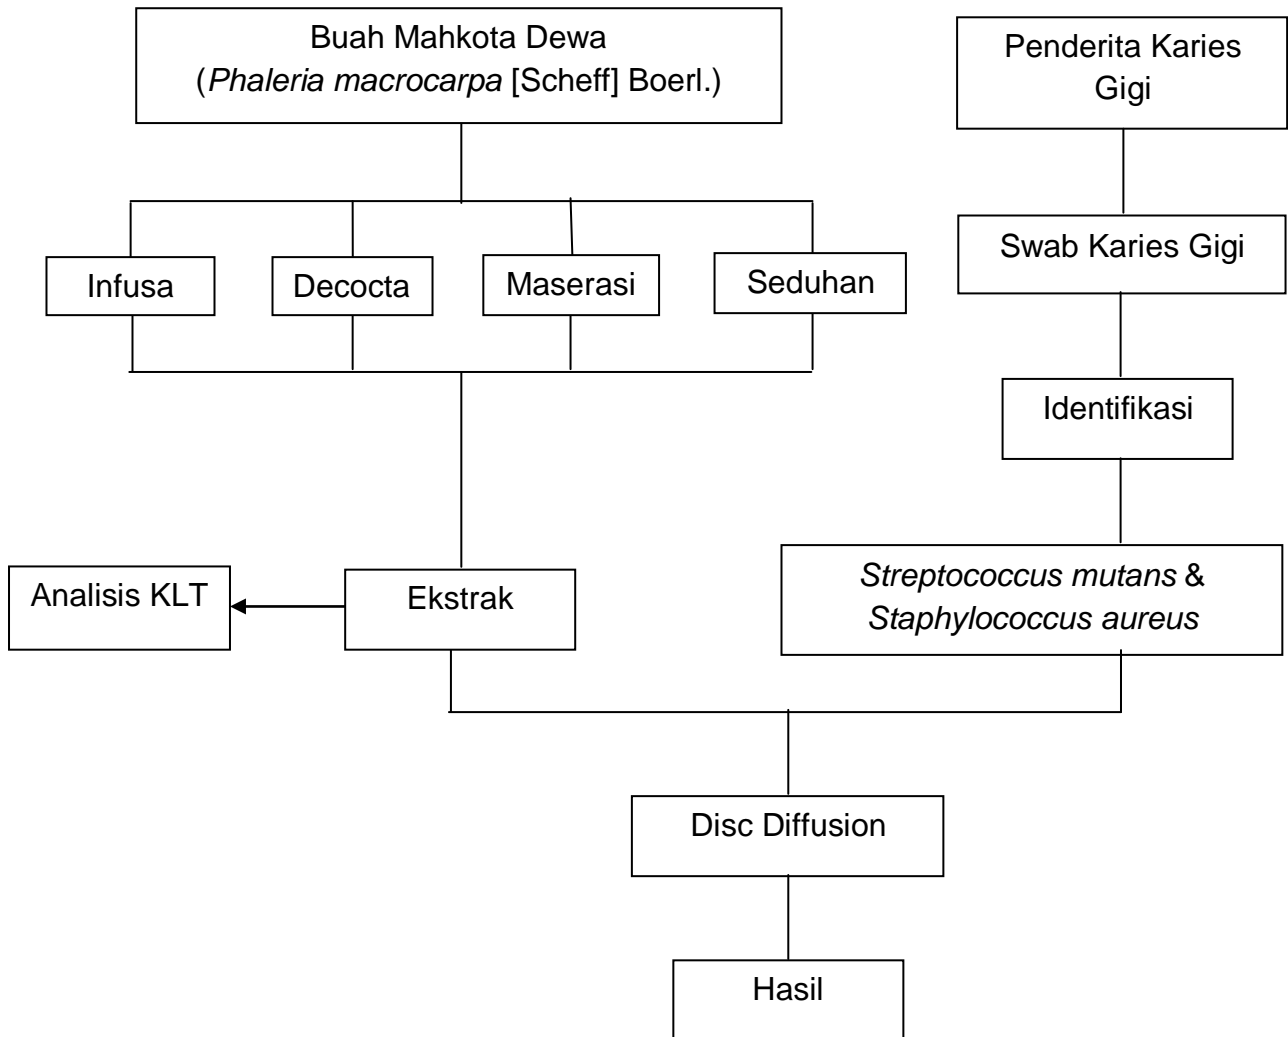 Buah Mahkota Dewa
(Phaleria macrocarpa [Scheff] Boerl.)
Penderita Karies
Gigi
Swab Karies Gigi
Infusa
Decocta
Maserasi
Seduhan
Identifikasi
Analisis KLT
Ekstrak
Streptococcus mutans &
Staphylococcus aureus
Disc Diffusion
Hasil